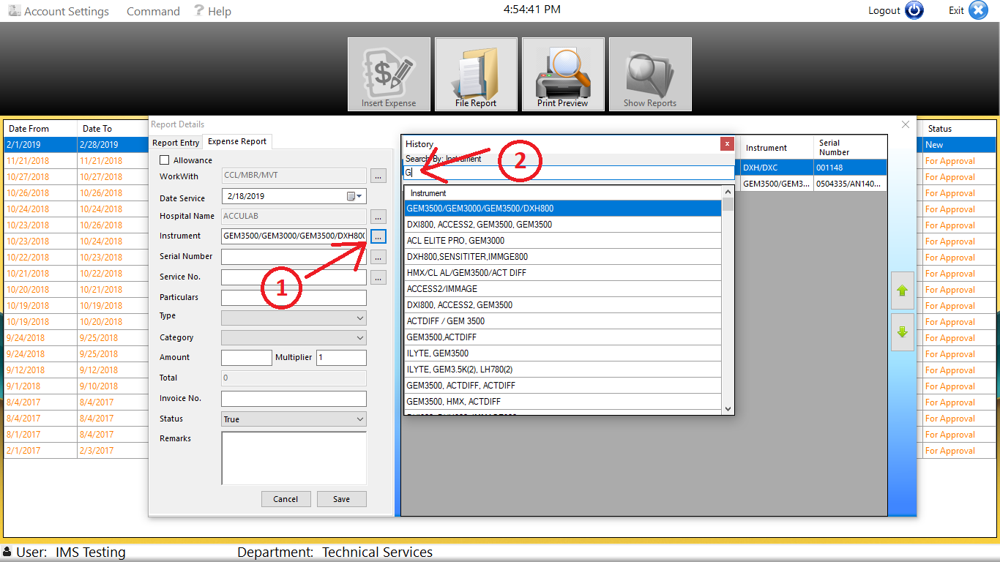 Account Settings Command Help 4:54:41 PM Logout Exit
Insert Expense File Report Print Preview Show Reports
Date From Date To Status
2/1/2019 2/28/2019 New
11/21/2018 11/21/2018 For Approval
10/27/2018 10/27/2018 For Approval
10/26/2018 10/26/2018 For Approval
10/24/2018 10/24/2018 For Approval
10/23/2018 10/26/2018 For Approval
10/23/2018 10/24/2018 For Approval
10/22/2018 10/23/2018 For Approval
10/21/2018 10/22/2018 For Approval
10/20/2018 10/21/2018 For Approval
10/19/2018 10/21/2018 For Approval
10/19/2018 10/20/2018 For Approval
9/24/2018 9/25/2018 For Approval
9/24/2018 9/25/2018 For Approval
9/12/2018 9/12/2018 For Approval
9/1/2018 9/10/2018 For Approval
8/4/2017 8/4/2017 For Approval
8/4/2017 8/4/2017 For Approval
8/1/2017 8/4/2017 For Approval
2/1/2017 2/3/2017 For Approval
Report Details
Report Entry Expense Report
Allowance
WorkWith CCL/MBR/MVT ...
Date Service 2/18/2019
Hospital Name ACCULAB ...
Instrument GEM3500/GEM3000/GEM3500/DXH800 ...
Serial Number ...
Service No. ...
Particulars
Type
Category
Amount Multiplier 1
Total 0
Invoice No.
Status True
Remarks
Cancel Save
1
History x
Search By: Instrument
G
2
Instrument
GEM3500/GEM3000/GEM3500/DXH800
DXI800, ACCESS2, GEM3500, GEM3500
ACL ELITE PRO, GEM3000
DXH800,SENSITITER,IMMGE800
HMX/CL AL/GEM3500/ACT DIFF
ACCESS2/IMMAGE
DXI800, ACCESS2, GEM3500
ACTDIFF / GEM 3500
GEM3500,ACTDIFF
ILYTE, GEM3500
ILYTE, GEM3.5K(2), LH780(2)
GEM3500, ACTDIFF, ACTDIFF
GEM3500, HMX, ACTDIFF
Instrument Serial Number
DXH/DXC 001148
GEM3500/GEM3... 0504335/AN140...
User: IMS Testing Department: Technical Services